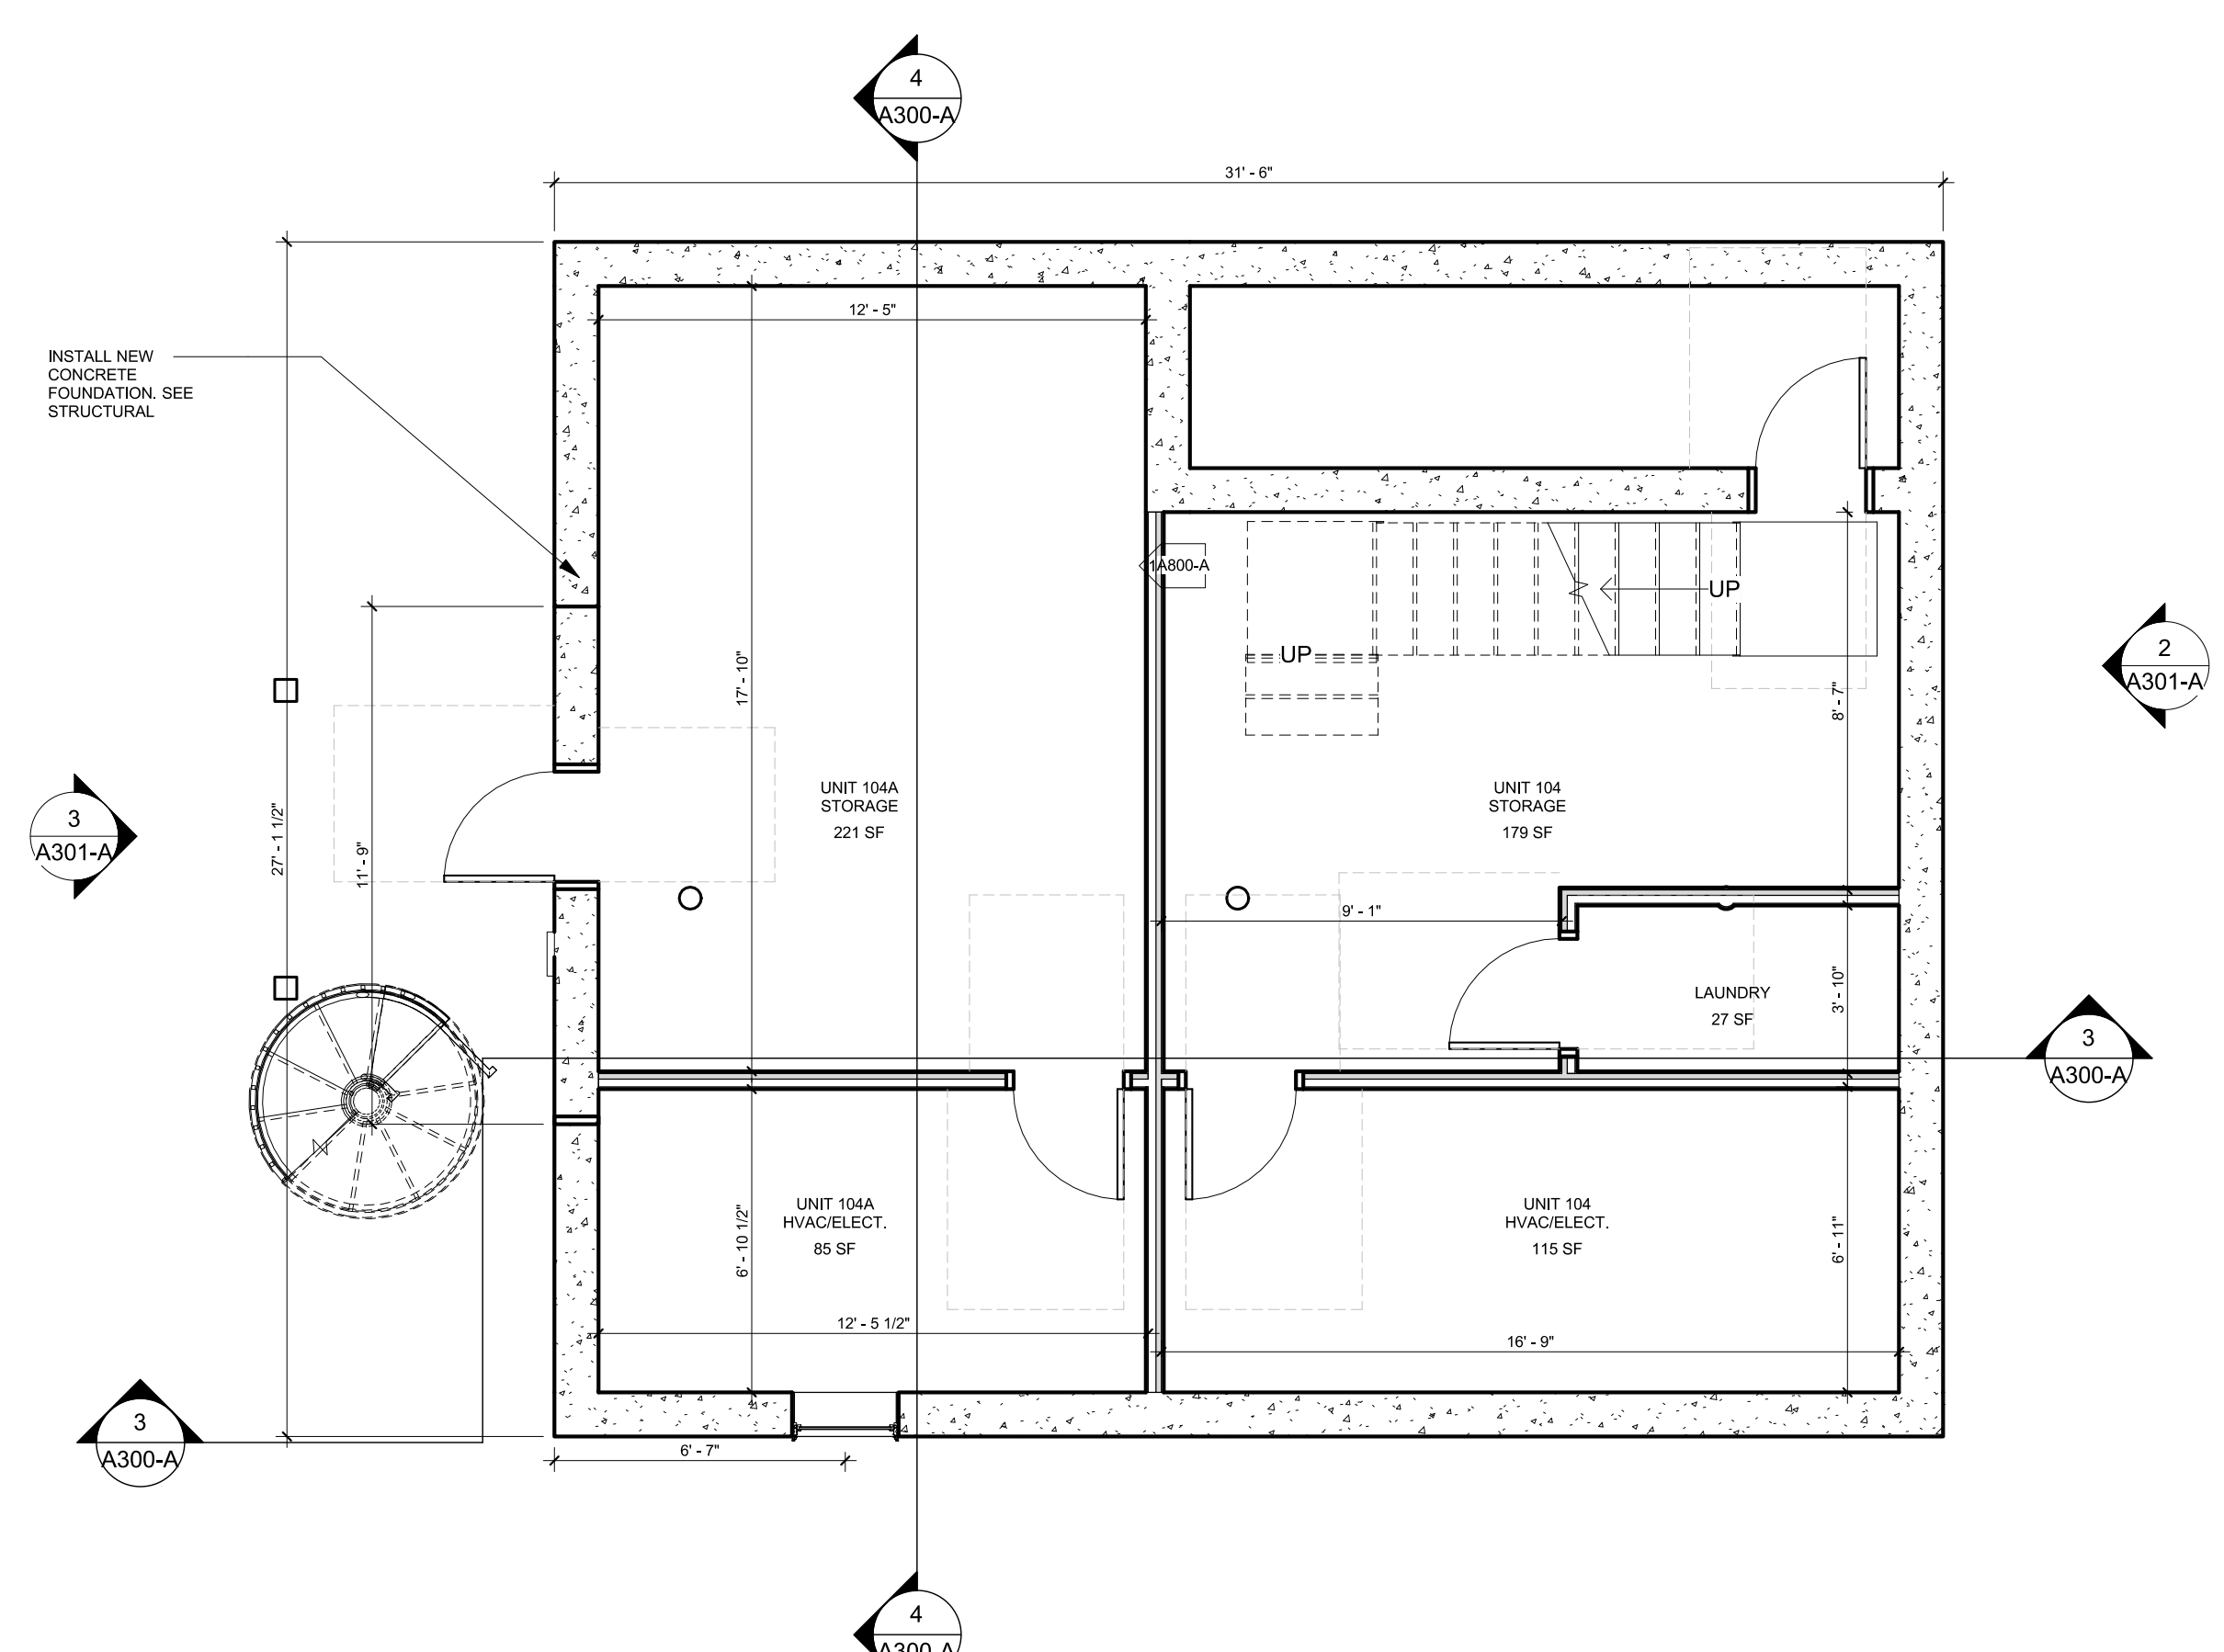 4
A300-A
31' - 6"
12' - 5"
INSTALL NEW
CONCRETE
FOUNDATION. SEE
STRUCTURAL
1A800-A
UP
UP
17' - 10"
8' - 7"
2
A301-A
3
A301-A
27' - 1 1/2"
11' - 9"
UNIT 104A
STORAGE
221 SF
UNIT 104
STORAGE
179 SF
9' - 1"
LAUNDRY
27 SF
3' - 10"
3
A300-A
UNIT 104A
HVAC/ELECT.
85 SF
6' - 10 1/2"
UNIT 104
HVAC/ELECT.
115 SF
6' - 11"
12' - 5 1/2"
16' - 9"
3
A300-A
6' - 7"
4
A300-A